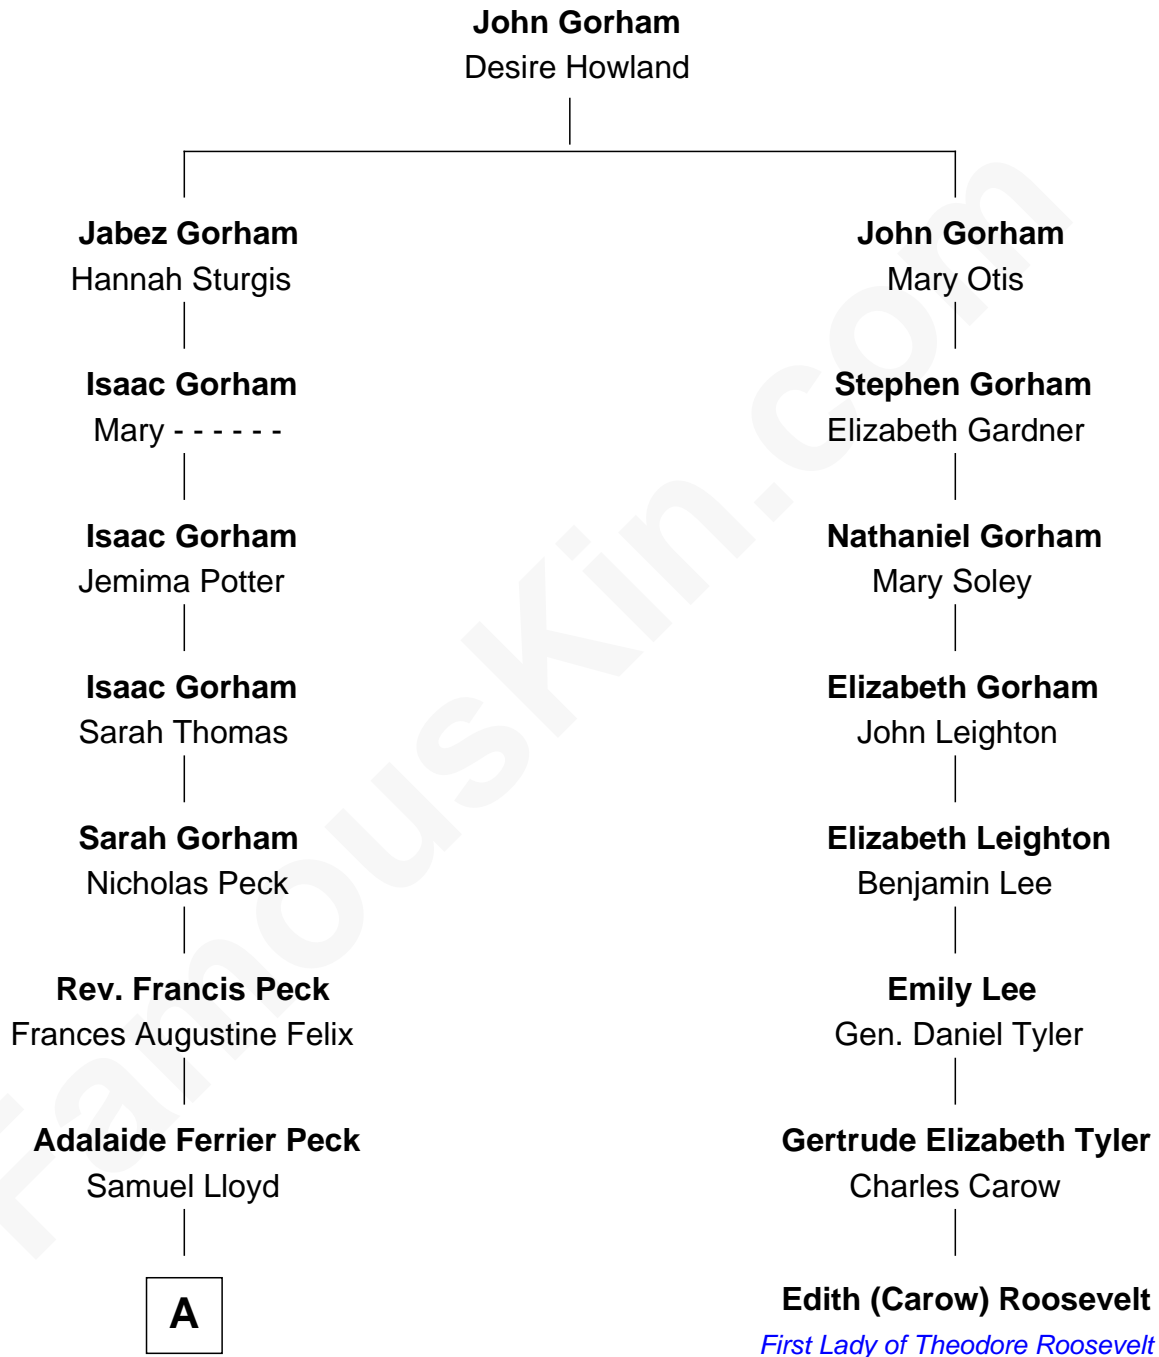 John Gorham
Desire Howland
Jabez Gorham
Hannah Sturgis
John Gorham
Mary Otis
Isaac Gorham
Mary - - - - - -
Stephen Gorham
Elizabeth Gardner
Isaac Gorham
Jemima Potter
Nathaniel Gorham
Mary Soley
Isaac Gorham
Sarah Thomas
Elizabeth Gorham
John Leighton
Sarah Gorham
Nicholas Peck
Elizabeth Leighton
Benjamin Lee
Rev. Francis Peck
Frances Augustine Felix
Emily Lee
Gen. Daniel Tyler
Adalaide Ferrier Peck
Samuel Lloyd
Gertrude Elizabeth Tyler
Charles Carow
A
Edith (Carow) Roosevelt
First Lady of Theodore Roosevelt
FamousKin.com